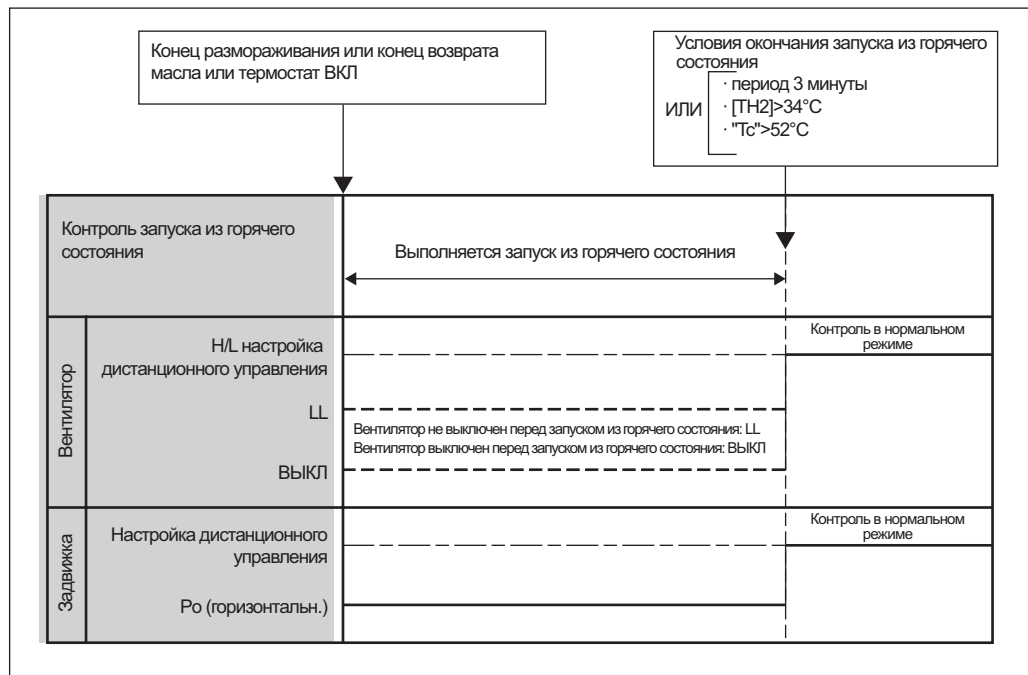 Конец размораживания или конец возврата
масла или термостат ВКЛ
Условия окончания запуска из горячего
состояния
ИЛИ
· период 3 минуты
· [TH2]>34°C
· "Tc">52°C
Контроль запуска из горячего
состояния
Выполняется запуск из горячего состояния
Вентилятор
H/L настройка
дистанционного управления
Контроль в нормальном
режиме
LL
Вентилятор не выключен перед запуском из горячего состояния: LL
Вентилятор выключен перед запуском из горячего состояния: ВЫКЛ
ВЫКЛ
Задвижка
Настройка дистанционного
управления
Контроль в нормальном
режиме
Po (горизонтальн.)